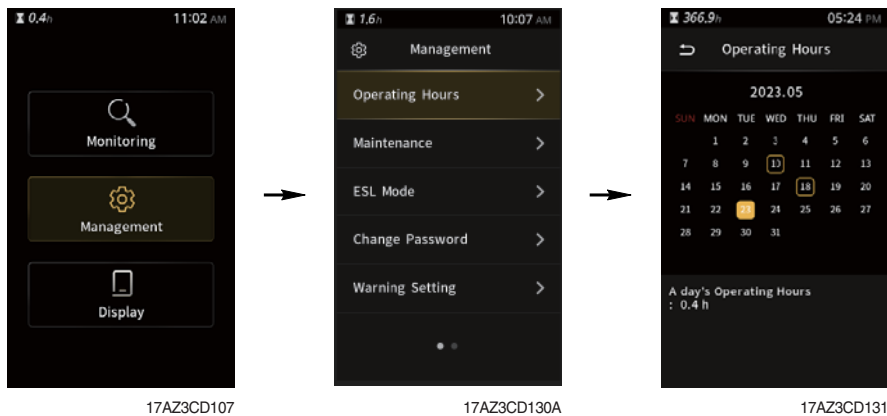 0.4h 11:02 AM
Monitoring
Management
Display
17AZ3CD107
1.6h 10:07 AM
Management
Operating Hours
Maintenance
ESL Mode
Change Password
Warning Setting
17AZ3CD130A
366.9h 05:24 PM
Operating Hours
2023.05
SUN MON TUE WED THU FRI SAT
1 2 3 4 5 6
7 8 9 10 11 12 13
14 15 16 17 18 19 20
21 22 23 24 25 26 27
28 29 30 31
A day's Operating Hours
: 0.4 h
17AZ3CD131